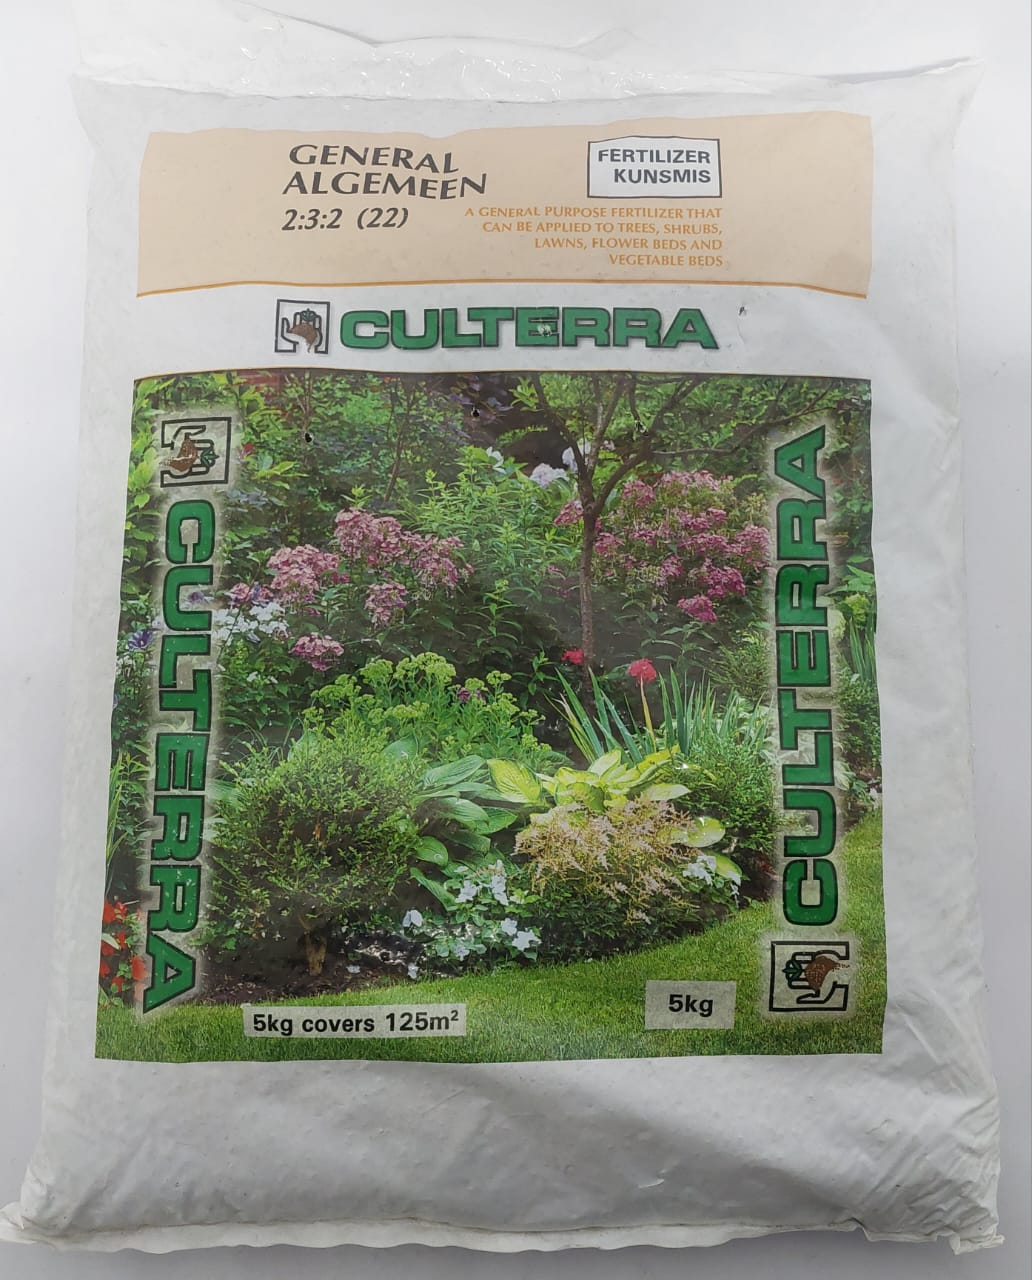 GENERAL
ALGEMEEN
2:3:2 (22)
FERTILIZER
KUNSMIS
A GENERAL PURPOSE FERTILIZER THAT
CAN BE APPLIED TO TREES, SHRUBS,
LAWNS, FLOWER BEDS AND
VEGETABLE BEDS
CULTERRA
CULTERRA
CULTERRA
5kg covers 125m²
5kg